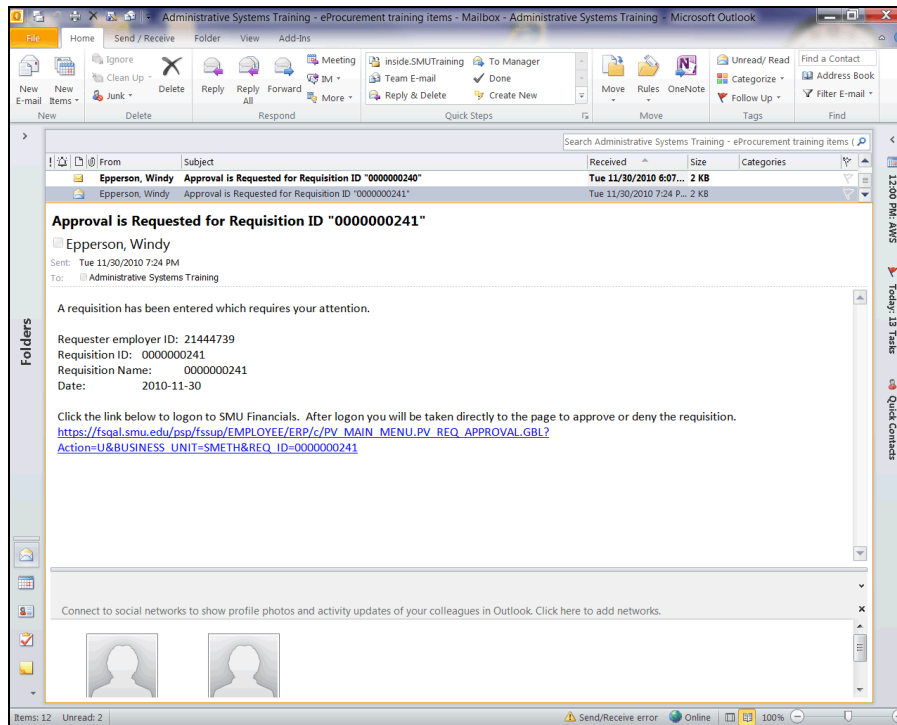 Administrative Systems Training - eProcurement training items - Mailbox - Administrative Systems Training - Microsoft Outlook
File Home Send / Receive Folder View Add-Ins
New E-mail
New Items
New
Ignore
Clean Up
Junk
Delete
Delete
Reply
Reply All
Forward
Meeting
IM
More
Respond
inside.SMUTraining
Team E-mail
Reply & Delete
To Manager
Done
Create New
Quick Steps
Move
Rules
OneNote
Move
Unread/ Read
Categorize
Follow Up
Tags
Find a Contact
Address Book
Filter E-mail
Find
Search Administrative Systems Training - eProcurement training items (
From Subject Received Size Categories
Epperson, Windy Approval is Requested for Requisition ID "0000000240" Tue 11/30/2010 6:07... 2 KB
Epperson, Windy Approval is Requested for Requisition ID "0000000241" Tue 11/30/2010 7:24 P... 2 KB
Approval is Requested for Requisition ID "0000000241"
Epperson, Windy
Sent: Tue 11/30/2010 7:24 PM
To: Administrative Systems Training
A requisition has been entered which requires your attention.
Requester employer ID: 21444739
Requisition ID: 0000000241
Requisition Name: 0000000241
Date: 2010-11-30
Click the link below to logon to SMU Financials. After logon you will be taken directly to the page to approve or deny the requisition.
https://fsqal.smu.edu/psp/fssup/EMPLOYEE/ERP/c/PV_MAIN_MENU.PV_REQ_APPROVAL.GBL?
Action=U&BUSINESS_UNIT=SMETH&REQ_ID=0000000241
Folders
12:00 PM: AWS
Today: 13 Tasks
Quick Contacts
Connect to social networks to show profile photos and activity updates of your colleagues in Outlook. Click here to add networks.
Items: 12 Unread: 2 Send/Receive error Online 100%